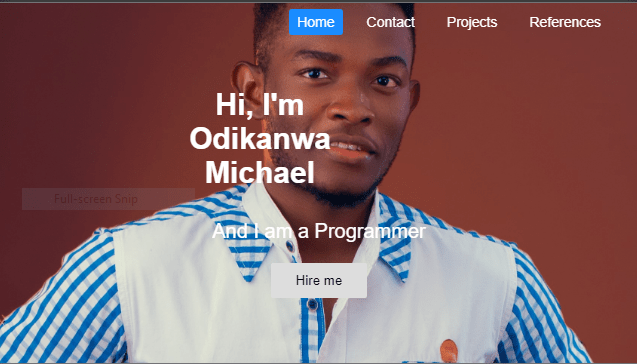 Home Contact Projects References
Hi, I'm
Odikanwa
Michael
Full-screen Snip
And I am a Programmer
Hire me